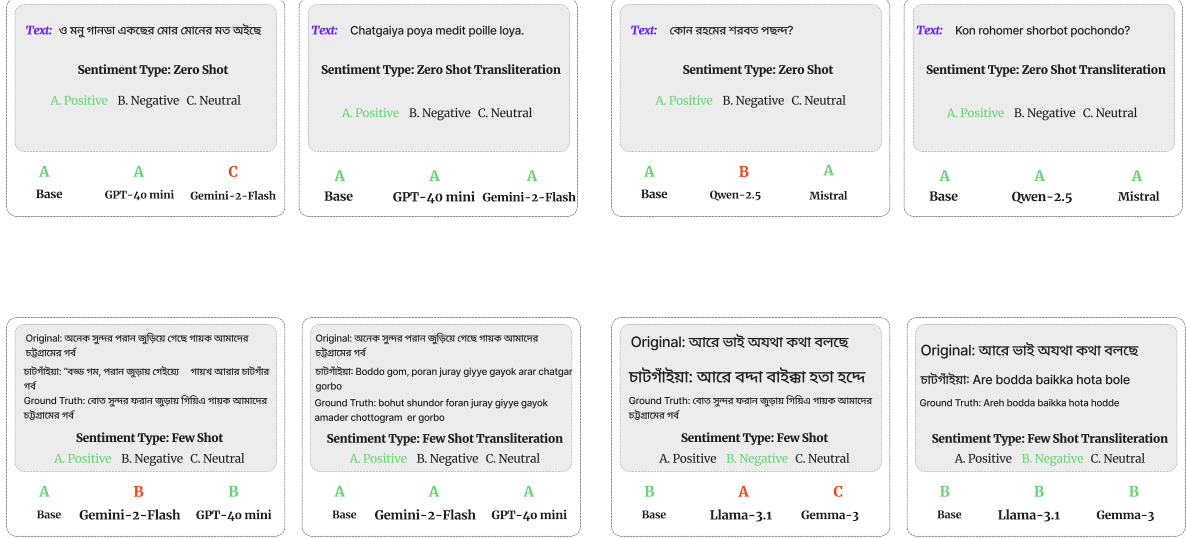 Text: ও মনু গানডা একছের মোর মোনের মত অইছে
Sentiment Type: Zero Shot
A. Positive B. Negative C. Neutral
A A C
Base GPT-4o mini Gemini-2-Flash
Text: Chatgaiya poya medit poille loya.
Sentiment Type: Zero Shot Transliteration
A. Positive B. Negative C. Neutral
A A A
Base GPT-4o mini Gemini-2-Flash
Text: কোন রহমের শরবত পছন্দ?
Sentiment Type: Zero Shot
A. Positive B. Negative C. Neutral
A B A
Base Qwen-2.5 Mistral
Text: Kon rohomer shorbot pochondo?
Sentiment Type: Zero Shot Transliteration
A. Positive B. Negative C. Neutral
A A A
Base Qwen-2.5 Mistral
Original: অনেক সুন্দর পরান জুড়িয়ে গেছে গায়ক আমাদের
চট্টগ্রামের গর্ব
চাটগাঁইয়া: "বড্ড গম, পরান জুড়ায় গেইয়্যে গায়খ আরার চাটগাঁর
গর্ব
Ground Truth: বোত সুন্দর ফরান জুড়ায় গিয়িএ গায়ক আমাদের
চট্টগ্রামের গর্ব
Sentiment Type: Few Shot
A. Positive B. Negative C. Neutral
A B B
Base Gemini-2-Flash GPT-4o mini
Original: অনেক সুন্দর পরান জুড়িয়ে গেছে গায়ক আমাদের
চট্টগ্রামের গর্ব
চাটগাঁইয়া: Boddo gom, poran juray giyye gayok arar chatgar
gorbo
Ground Truth: bohut shundor foran juray giyye gayok
amader chottogram er gorbo
Sentiment Type: Few Shot Transliteration
A. Positive B. Negative C. Neutral
A A A
Base Gemini-2-Flash GPT-4o mini
Original: আরে ভাই অযথা কথা বলছে
চাটগাঁইয়া: আরে বদ্দা বাইক্কা হতা হদ্দে
Ground Truth: বোত সুন্দর ফরান জুড়ায় গিয়িএ গায়ক আমাদের
চট্টগ্রামের গর্ব
Sentiment Type: Few Shot
A. Positive B. Negative C. Neutral
B A C
Base Llama-3.1 Gemma-3
Original: আরে ভাই অযথা কথা বলছে
চাটগাঁইয়া: Are bodda baikka hota bole
Ground Truth: Areh bodda baikka hota hodde
Sentiment Type: Few Shot Transliteration
A. Positive B. Negative C. Neutral
B B B
Base Llama-3.1 Gemma-3